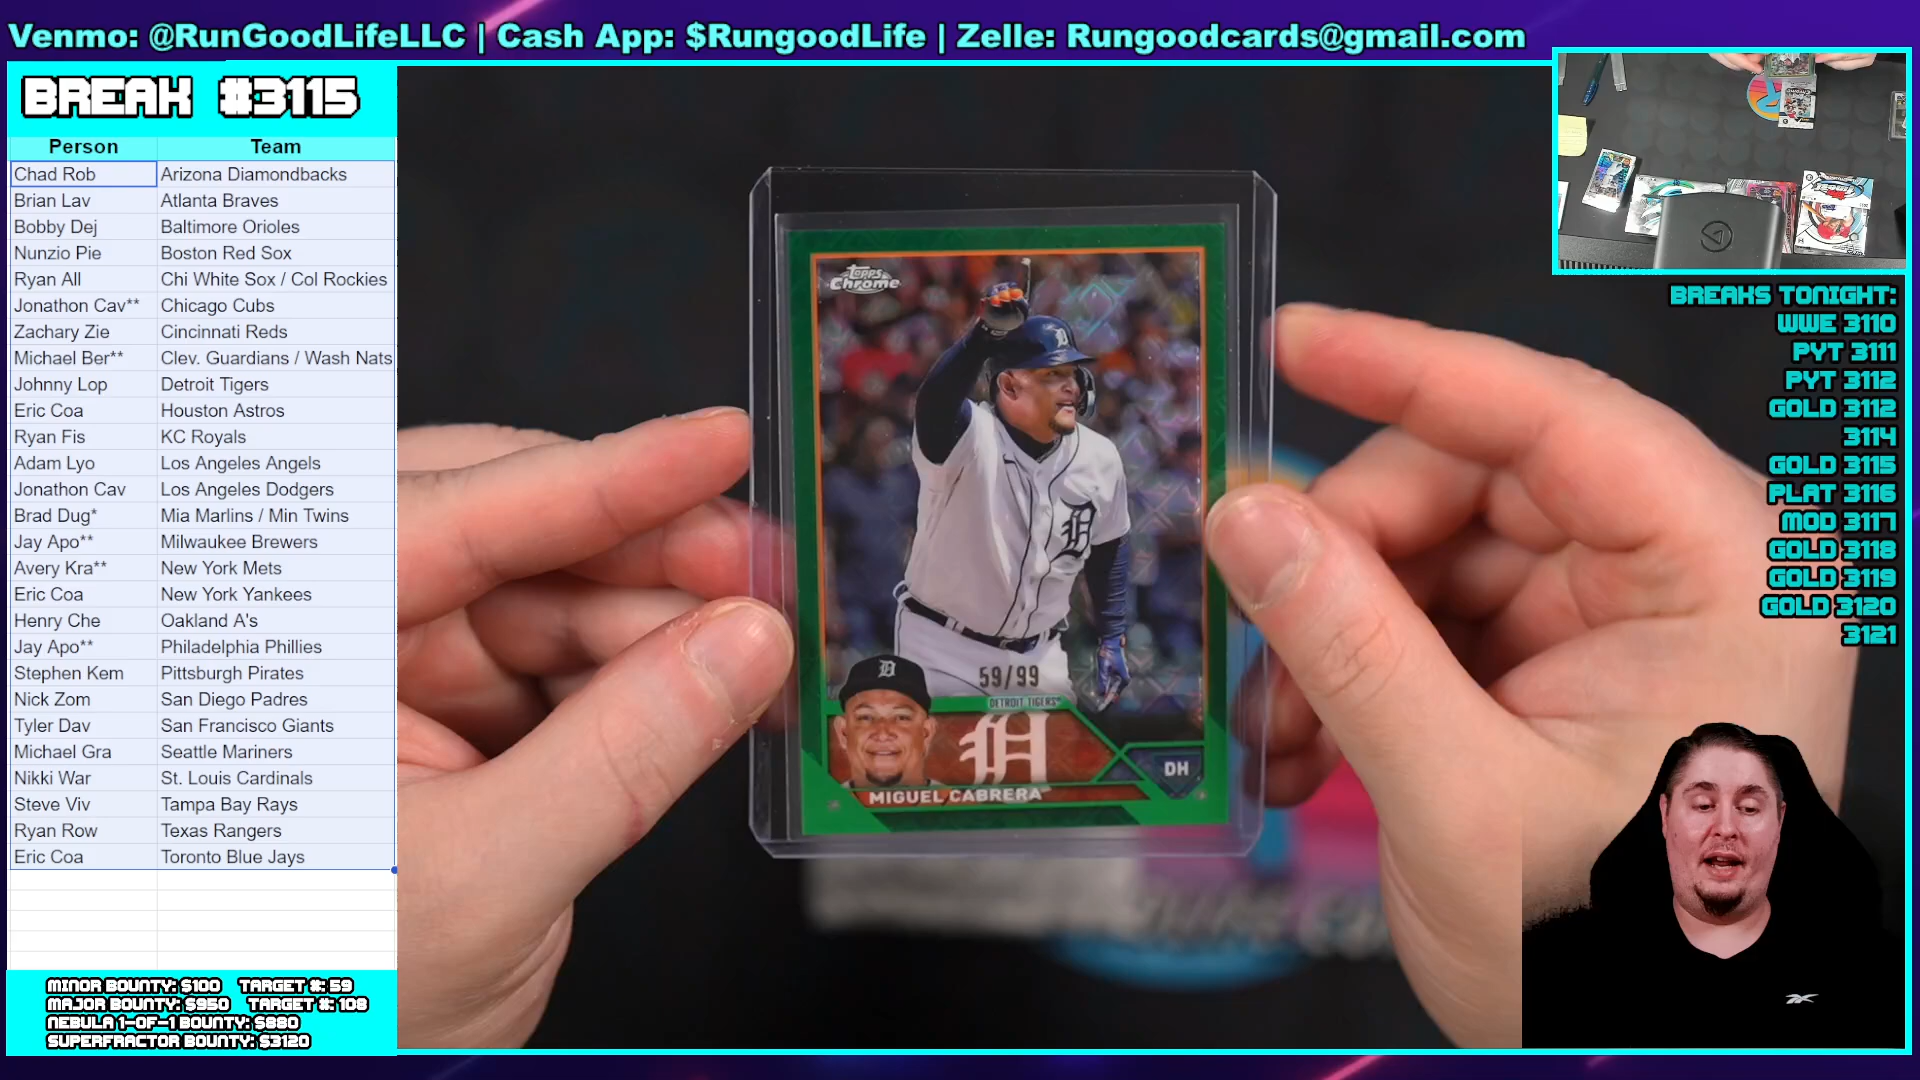 Venmo: @RunGoodLifeLLC | Cash App: $RungoodLife | Zelle: Rungoodcards@gmail.com
BREAK #3115
Person Team
Chad Rob Arizona Diamondbacks
Brian Lav Atlanta Braves
Bobby Dej Baltimore Orioles
Nunzio Pie Boston Red Sox
Ryan All Chi White Sox / Col Rockies
Jonathon Cav** Chicago Cubs
Zachary Zie Cincinnati Reds
Michael Ber** Clev. Guardians / Wash Nats
Johnny Lop Detroit Tigers
Eric Coa Houston Astros
Ryan Fis KC Royals
Adam Lyo Los Angeles Angels
Jonathon Cav Los Angeles Dodgers
Brad Dug* Mia Marlins / Min Twins
Jay Apo** Milwaukee Brewers
Avery Kra** New York Mets
Eric Coa New York Yankees
Henry Che Oakland A's
Jay Apo** Philadelphia Phillies
Stephen Kem Pittsburgh Pirates
Nick Zom San Diego Padres
Tyler Dav San Francisco Giants
Michael Gra Seattle Mariners
Nikki War St. Louis Cardinals
Steve Viv Tampa Bay Rays
Ryan Row Texas Rangers
Eric Coa Toronto Blue Jays
MINOR BOUNTY: $100 TARGET #: 59
MAJOR BOUNTY: $950 TARGET #: 108
NEBULA 1-OF-1 BOUNTY: $880
SUPERFRACTOR BOUNTY: $3120
Topps
Chrome
D
D
59/99
DETROIT TIGERS
D
D
DH
MIGUEL CABRERA
BREAKS TONIGHT:
WWE 3110
PYT 3111
PYT 3112
GOLD 3112
3114
GOLD 3115
PLAT 3116
MOD 3117
GOLD 3118
GOLD 3119
GOLD 3120
3121